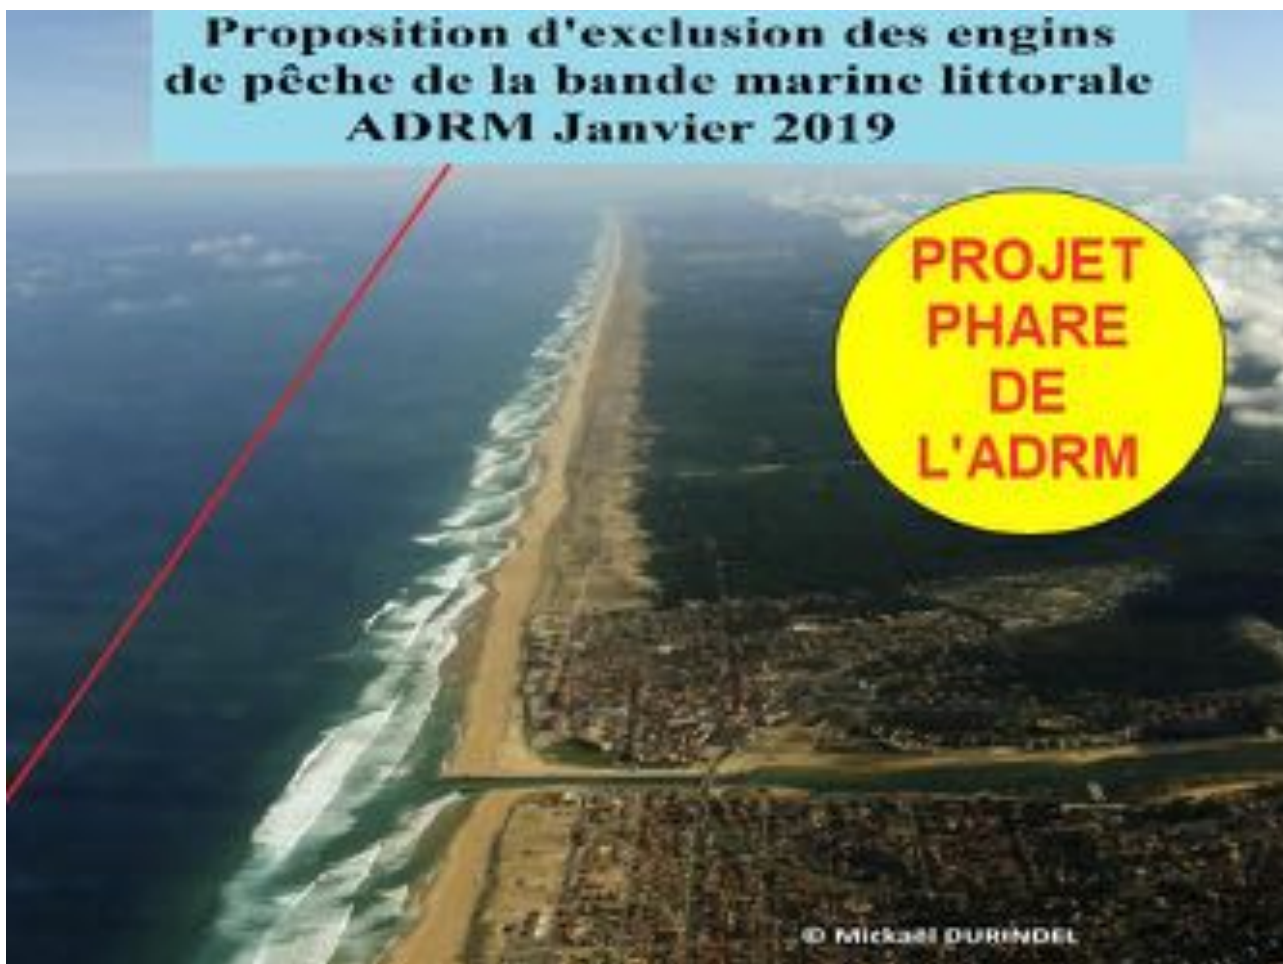 Proposition d'exclusion des engins
de pêche de la bande marine littorale
ADRM Janvier 2019
PROJET
PHARE
DE
L'ADRM
© Mickaël DURINDEL